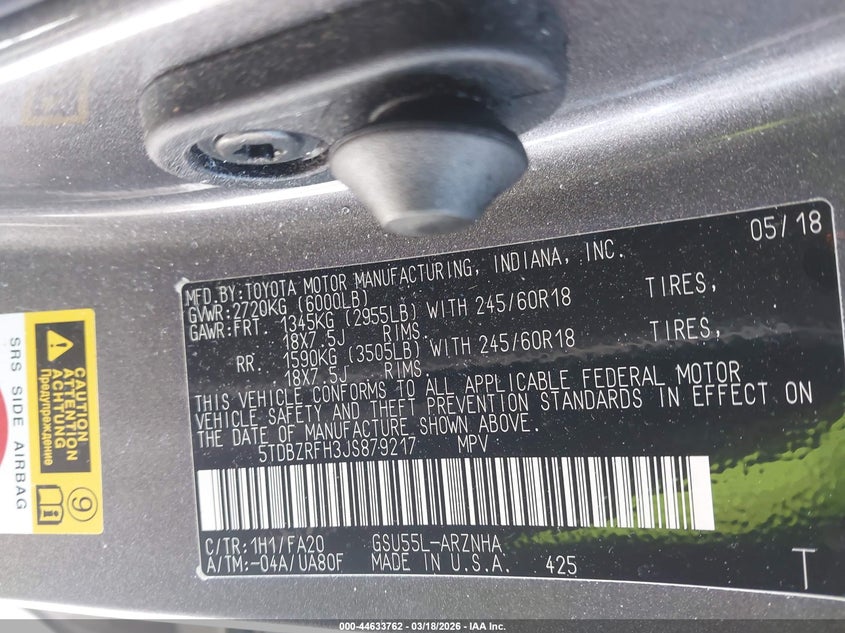 05/18
MFD.BY:TOYOTA MOTOR MANUFACTURING, INDIANA, INC.
GVWR:2720KG (6000LB)
GAWR:FRT. 1345KG (2955LB) WITH 245/60R18 TIRES,
18X7.5J RIMS.
RR. 1590KG (3505LB) WITH 245/60R18 TIRES,
18X7.5J RIMS.
THIS VEHICLE CONFORMS TO ALL APPLICABLE FEDERAL MOTOR
VEHICLE SAFETY AND THEFT PREVENTION STANDARDS IN EFFECT ON
THE DATE OF MANUFACTURE SHOWN ABOVE.
5TDBZRFH3JS879217 MPV
C/TR:1H1/FA20 GSU55L-ARZNHA
A/TM:-04A/UA80F MADE IN U.S.A. 425
T
CAUTION
ATTENTION
ACHTUNG
Предупреждение
SRS SIDE AIRBAG
9
000-44633762 - 03/18/2026 - IAA Inc.